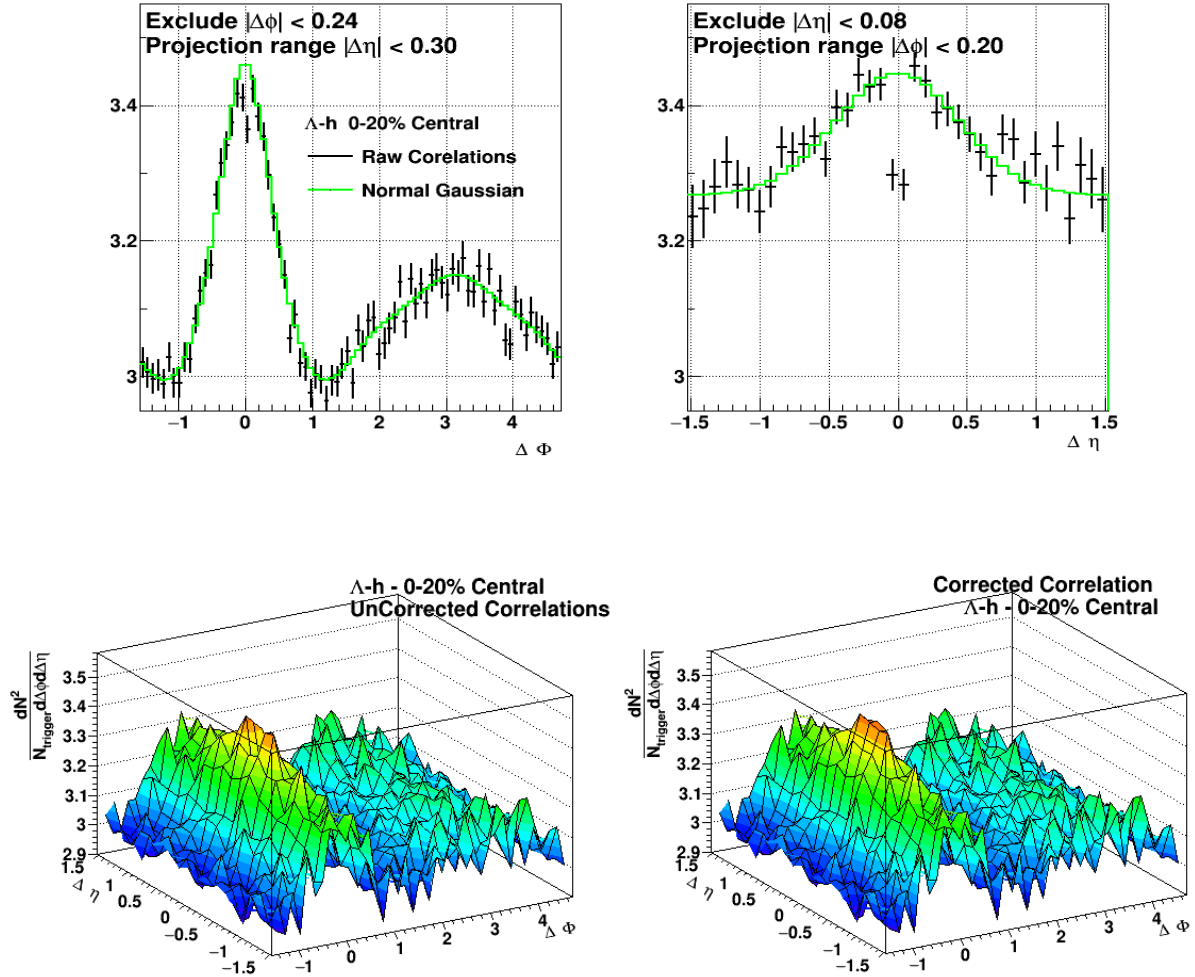 Exclude |Δϕ| < 0.24
Projection range |Δη| < 0.30
3.4
3.2
3
Λ-h 0-20% Central
Raw Corelations
Normal Gaussian
−1 0 1 2 3 4
Δ Φ
Exclude |Δη| < 0.08
Projection range |Δϕ| < 0.20
3.4
3.2
3
−1.5 −1 −0.5 0 0.5 1 1.5
Δ η
Λ-h - 0-20% Central
UnCorrected Correlations
dN²
N_trigger dΔϕdΔη
3.5
3.4
3.3
3.2
3.1
3
2.9
1.5
1
0.5
0
−0.5
−1
−1.5
Δ η
−1 0 1 2 3 4
Δ Φ
Corrected Correlation
Λ-h - 0-20% Central
dN²
N_trigger dΔϕdΔη
3.5
3.4
3.3
3.2
3.1
3
2.9
1.5
1
0.5
0
−0.5
−1
−1.5
Δ η
−1 0 1 2 3 4
Δ Φ